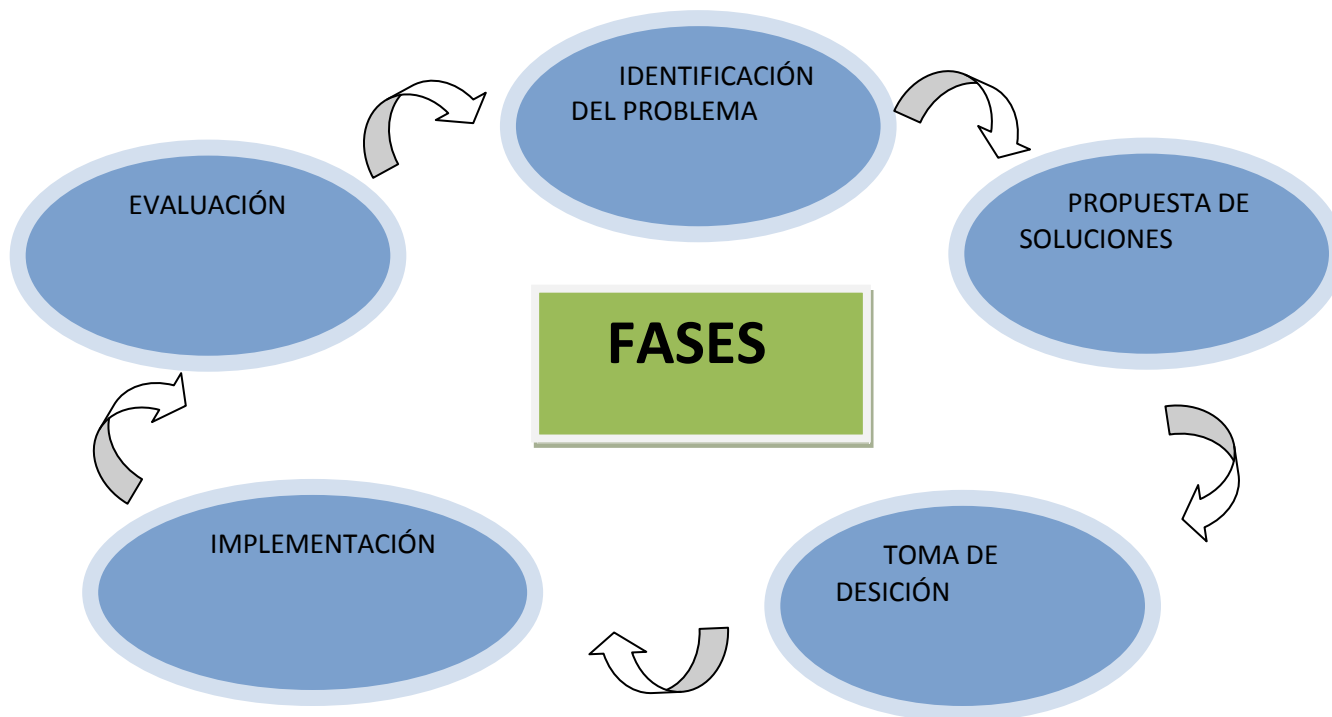 IDENTIFICACIÓN
DEL PROBLEMA
PROPUESTA DE
SOLUCIONES
TOMA DE
DESICIÓN
IMPLEMENTACIÓN
EVALUACIÓN
FASES